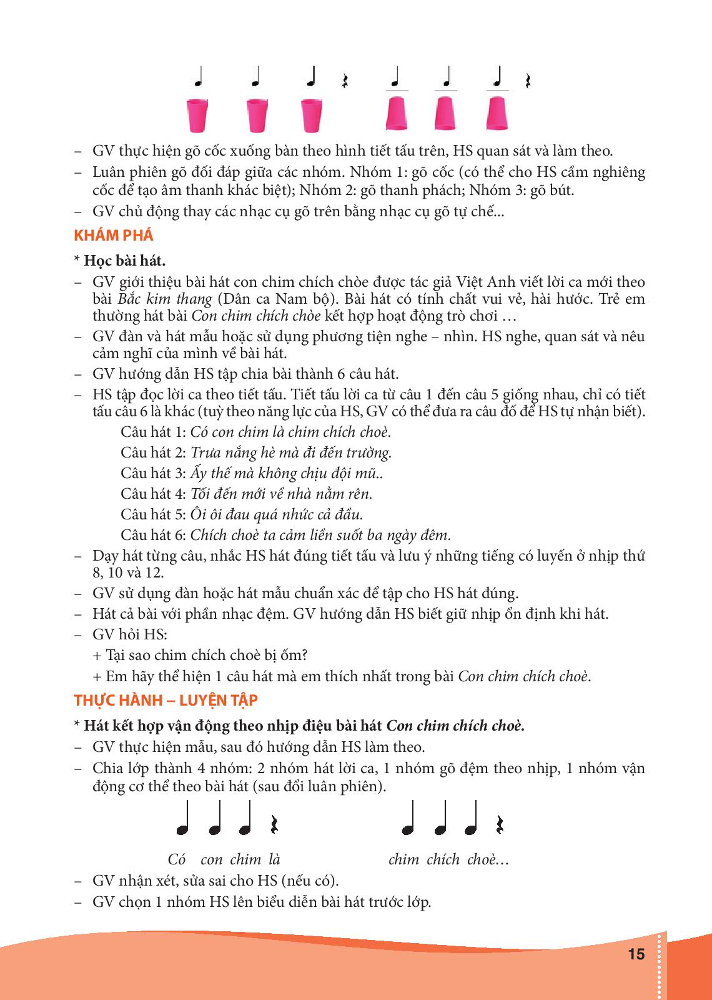 – GV thực hiện gõ cốc xuống bàn theo hình tiết tấu trên, HS quan sát và làm theo.
– Luân phiên gõ đối đáp giữa các nhóm. Nhóm 1: gõ cốc (có thể cho HS cầm nghiêng
cốc để tạo âm thanh khác biệt); Nhóm 2: gõ thanh phách; Nhóm 3: gõ bút.
– GV chủ động thay các nhạc cụ gõ trên bằng nhạc cụ gõ tự chế...
KHÁM PHÁ
* Học bài hát.
– GV giới thiệu bài hát con chim chích chòe được tác giả Việt Anh viết lời ca mới theo
bài Bắc kim thang (Dân ca Nam bộ). Bài hát có tính chất vui vẻ, hài hước. Trẻ em
thường hát bài Con chim chích chòe kết hợp hoạt động trò chơi …
– GV đàn và hát mẫu hoặc sử dụng phương tiện nghe – nhìn. HS nghe, quan sát và nêu
cảm nghĩ của mình về bài hát.
– GV hướng dẫn HS tập chia bài thành 6 câu hát.
– HS tập đọc lời ca theo tiết tấu. Tiết tấu lời ca từ câu 1 đến câu 5 giống nhau, chỉ có tiết
tấu câu 6 là khác (tuỳ theo năng lực của HS, GV có thể đưa ra câu đố để HS tự nhận biết).
Câu hát 1: Có con chim là chim chích choè.
Câu hát 2: Trưa nắng hè mà đi đến trường.
Câu hát 3: Ấy thế mà không chịu đội mũ..
Câu hát 4: Tối đến mới về nhà nằm rên.
Câu hát 5: Ôi ôi đau quá nhức cả đầu.
Câu hát 6: Chích choè ta cảm liền suốt ba ngày đêm.
– Dạy hát từng câu, nhắc HS hát đúng tiết tấu và lưu ý những tiếng có luyến ở nhịp thứ
8, 10 và 12.
– GV sử dụng đàn hoặc hát mẫu chuẩn xác để tập cho HS hát đúng.
– Hát cả bài với phần nhạc đệm. GV hướng dẫn HS biết giữ nhịp ổn định khi hát.
– GV hỏi HS:
+ Tại sao chim chích choè bị ốm?
+ Em hãy thể hiện 1 câu hát mà em thích nhất trong bài Con chim chích choè.
THỰC HÀNH – LUYỆN TẬP
* Hát kết hợp vận động theo nhịp điệu bài hát Con chim chích choè.
– GV thực hiện mẫu, sau đó hướng dẫn HS làm theo.
– Chia lớp thành 4 nhóm: 2 nhóm hát lời ca, 1 nhóm gõ đệm theo nhịp, 1 nhóm vận
động cơ thể theo bài hát (sau đổi luân phiên).
Có con chim là chim chích choè…
– GV nhận xét, sửa sai cho HS (nếu có).
– GV chọn 1 nhóm HS lên biểu diễn bài hát trước lớp.
15